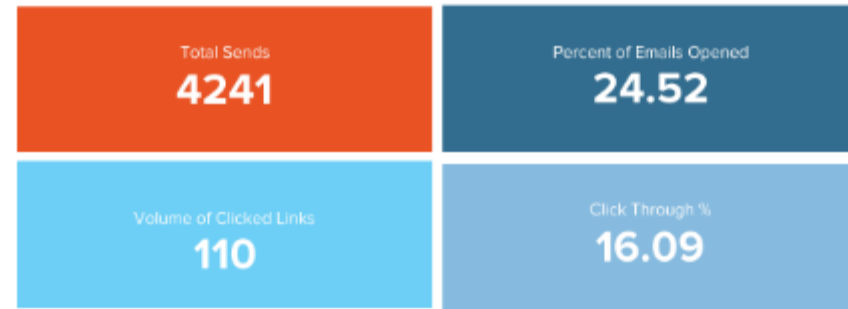 Total Sends
4241
Percent of Emails Opened
24.52
Volume of Clicked Links
110
Click Through %
16.09